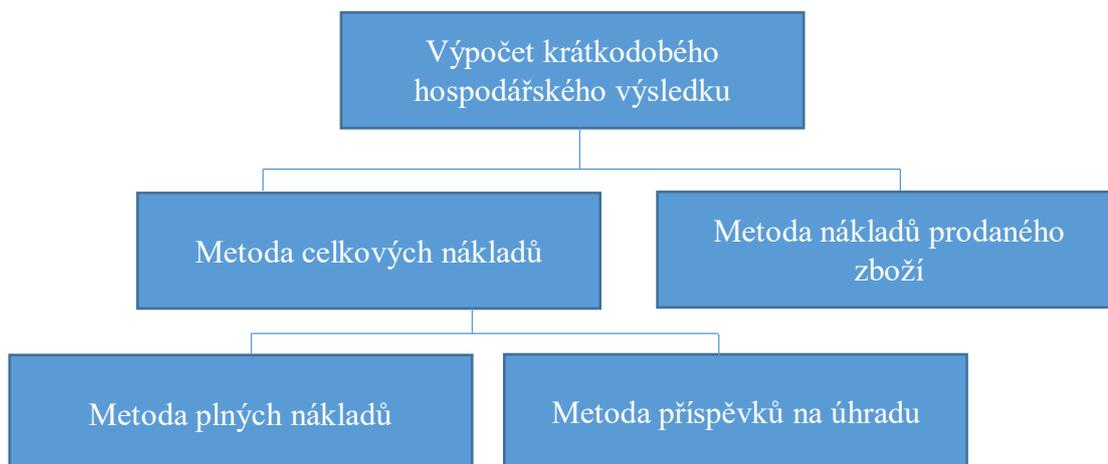 Výpočet krátkodobého
hospodářského výsledku
Metoda celkových nákladů
Metoda nákladů prodaného
zboží
Metoda plných nákladů
Metoda příspěvků na úhradu